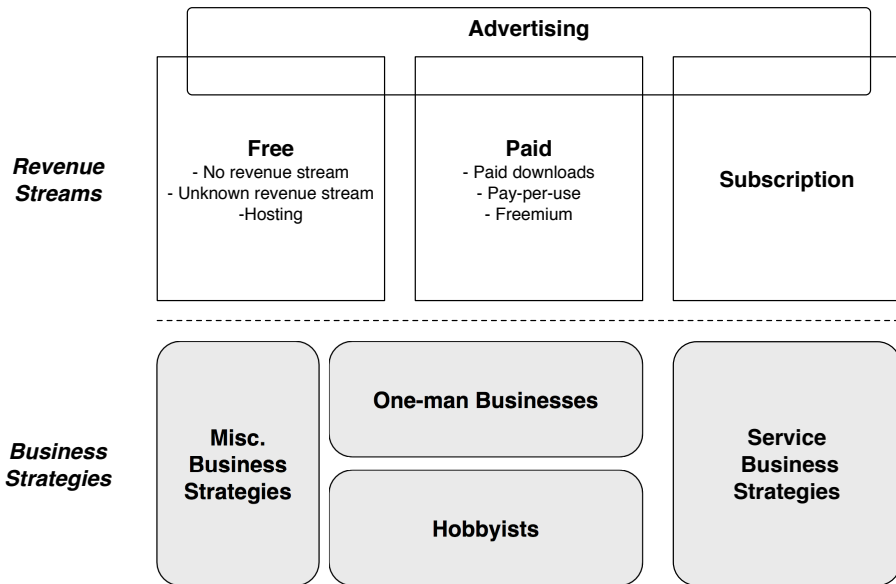 Advertising
Revenue
Streams
Free
- No revenue stream
- Unknown revenue stream
-Hosting
Paid
- Paid downloads
- Pay-per-use
- Freemium
Subscription
Business
Strategies
Misc.
Business
Strategies
One-man Businesses
Hobbyists
Service
Business
Strategies